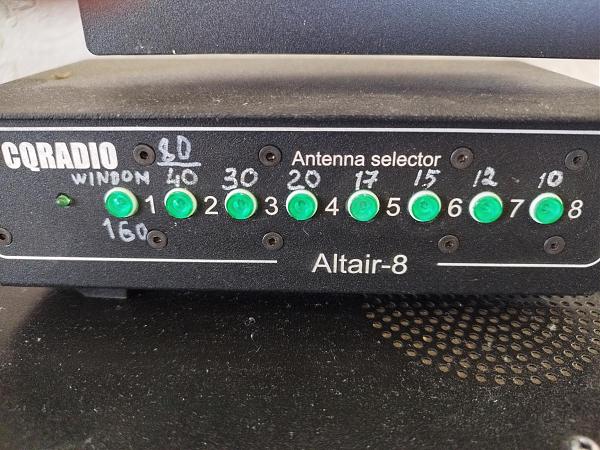 CQRADIO 80 Antenna selector
WINDOM 40 30 20 17 15 12 10
1 2 3 4 5 6 7 8
160
Altair-8